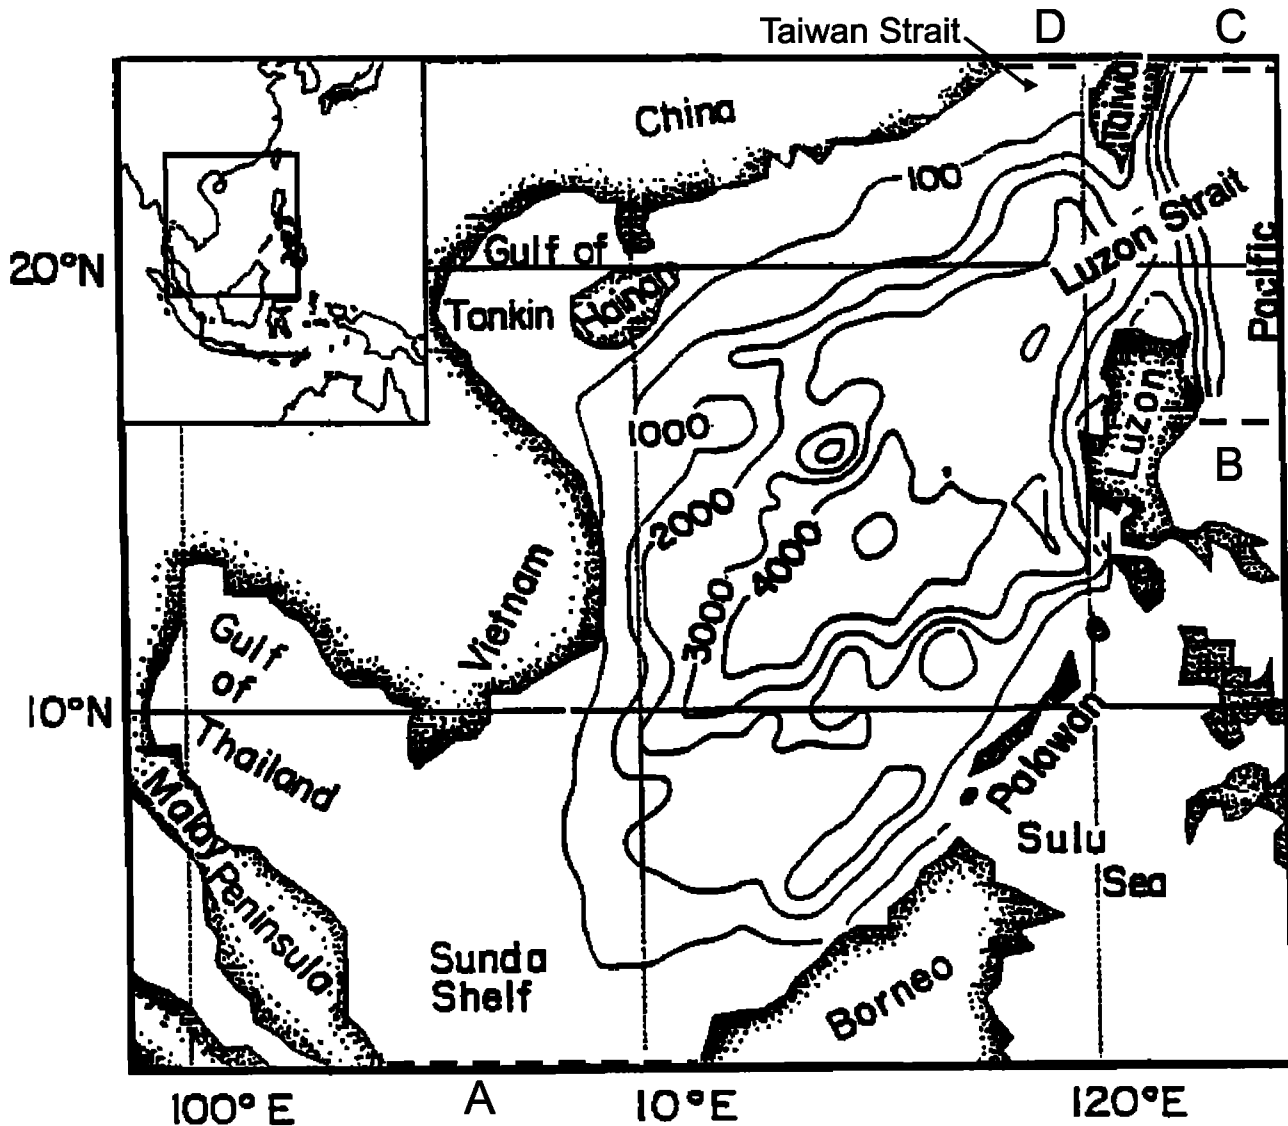 Taiwan Strait
D
C
China
Taiwa
100
Luzon Strait
20°N
Gulf of
Tonkin
Hainan
Pacific
1000
Luzon
B
2000
4000
3000
Vietnam
Gulf
of
Thailand
10°N
Palawan
Malay
Peninsula
Sulu
Sea
Sunda
Shelf
Borneo
100°E
A
10°E
120°E